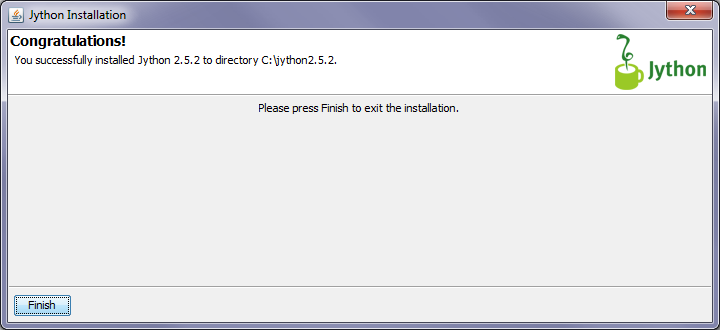 Jython Installation
Congratulations!
You successfully installed Jython 2.5.2 to directory C:\jython2.5.2.
Jython
Please press Finish to exit the installation.
Finish